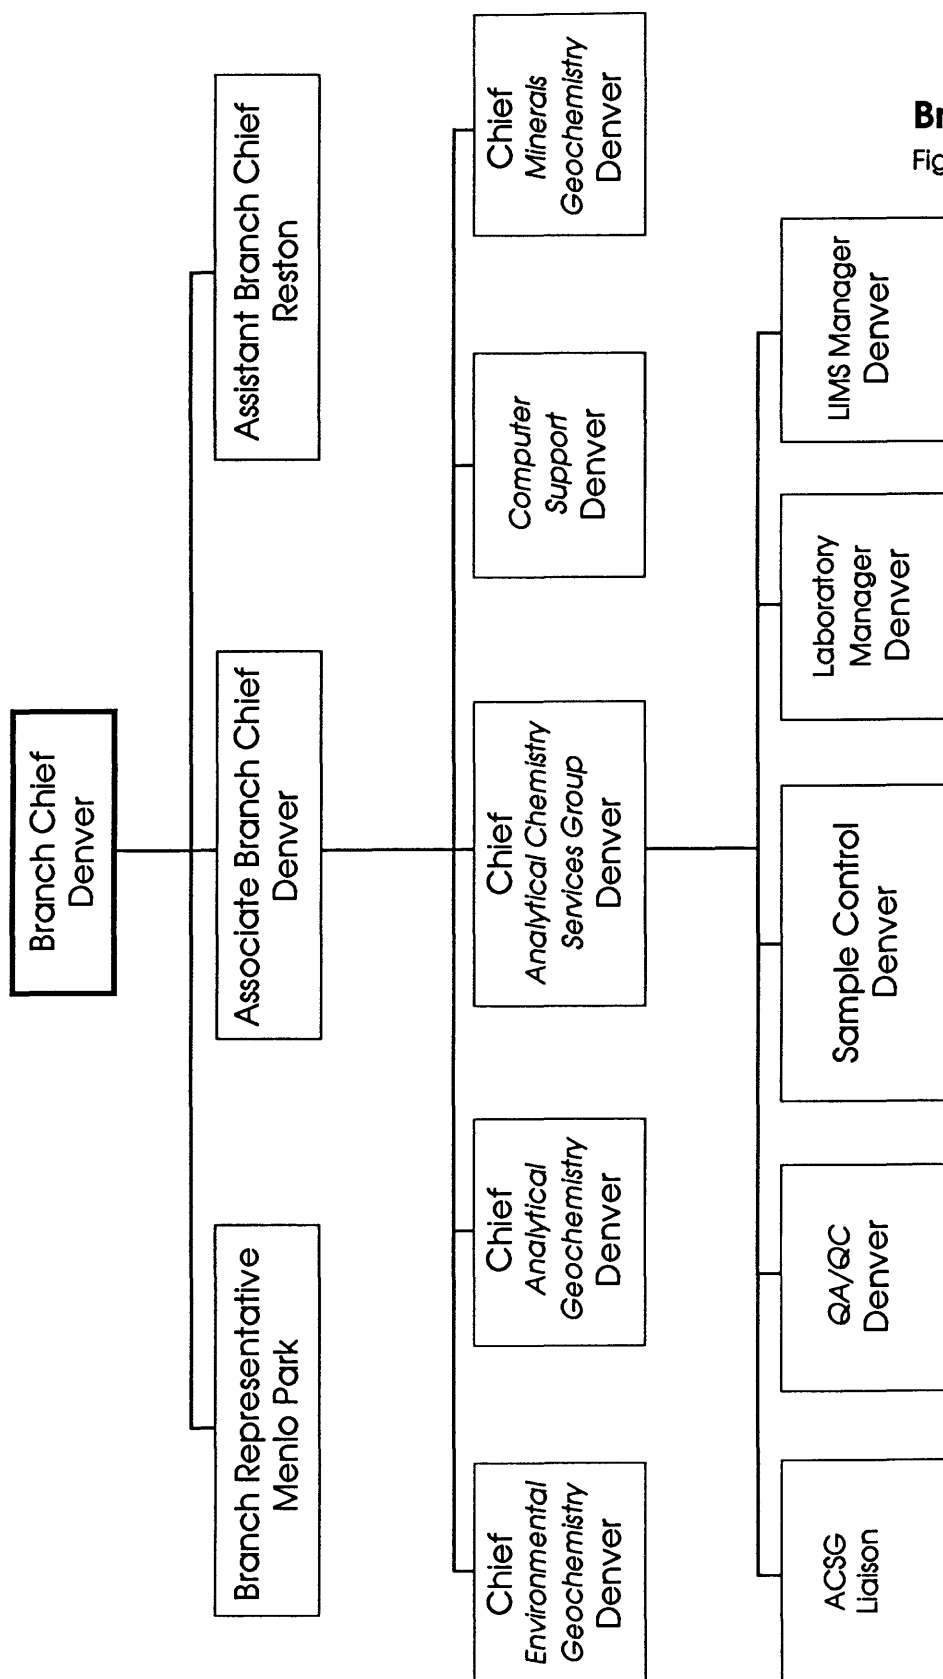 Branch Chief
Denver
Branch Representative
Menlo Park
Associate Branch Chief
Denver
Assistant Branch Chief
Reston
Chief
Environmental
Geochemistry
Denver
Chief
Analytical
Geochemistry
Denver
Chief
Analytical Chemistry
Services Group
Denver
Computer
Support
Denver
Chief
Minerals
Geochemistry
Denver
ACSG
Liaison
QA/QC
Denver
Sample Control
Denver
Laboratory
Manager
Denver
LIMS Manager
Denver